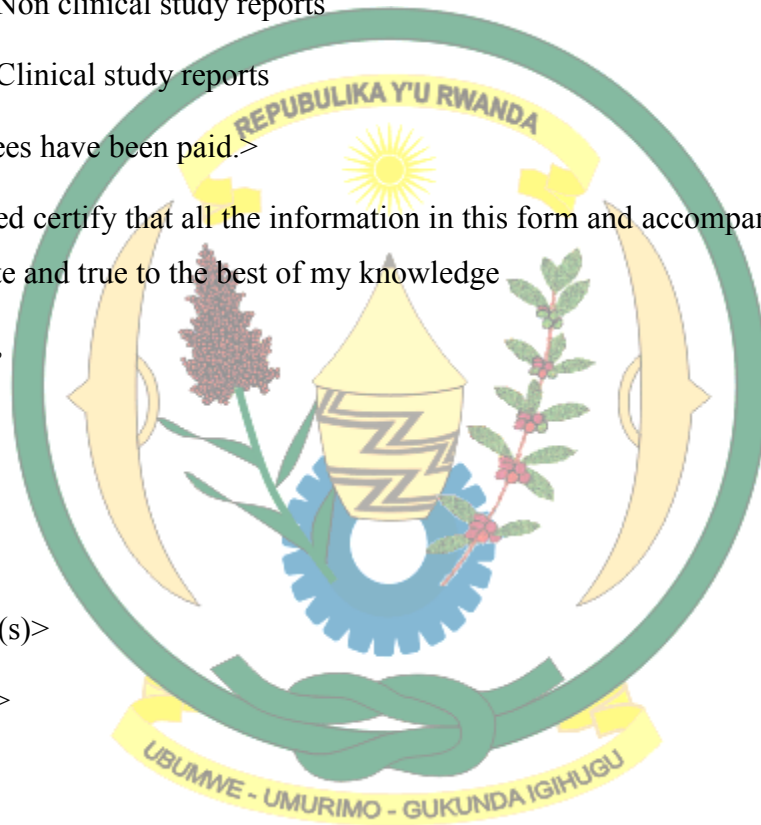 Non clinical study reports
Clinical study reports
REPUBULIKA Y'U RWANDA
ees have been paid.>
ed certify that all the information in this form and accompan
te and true to the best of my knowledge
(s)>
>
UBUMWE - UMURIMO - GUKUNDA IGIHUGU